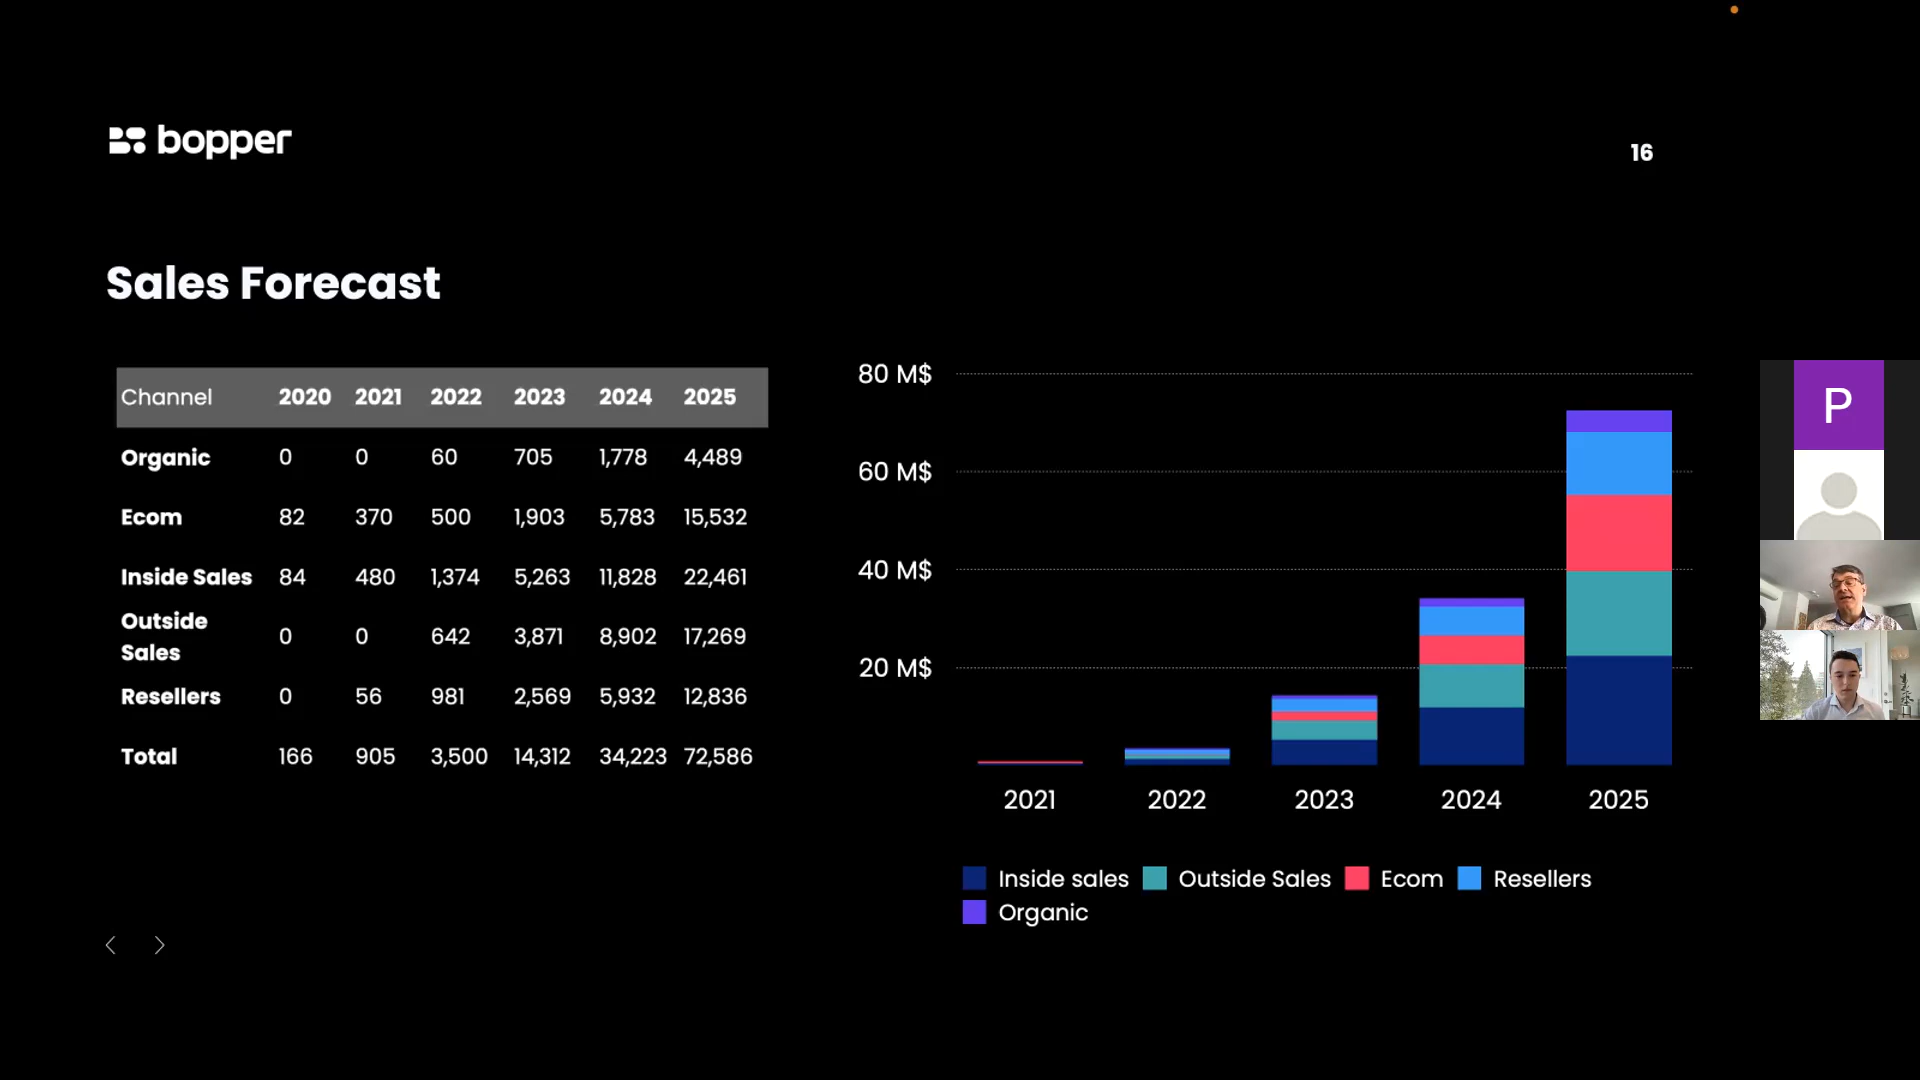 bopper
16
Sales Forecast
Channel 2020 2021 2022 2023 2024 2025
Organic 0 0 60 705 1,778 4,489
Ecom 82 370 500 1,903 5,783 15,532
Inside Sales 84 480 1,374 5,263 11,828 22,461
Outside
Sales 0 0 642 3,871 8,902 17,269
Resellers 0 56 981 2,569 5,932 12,836
Total 166 905 3,500 14,312 34,223 72,586
80 M$
60 M$
40 M$
20 M$
2021 2022 2023 2024 2025
Inside sales Outside Sales Ecom Resellers
Organic
P